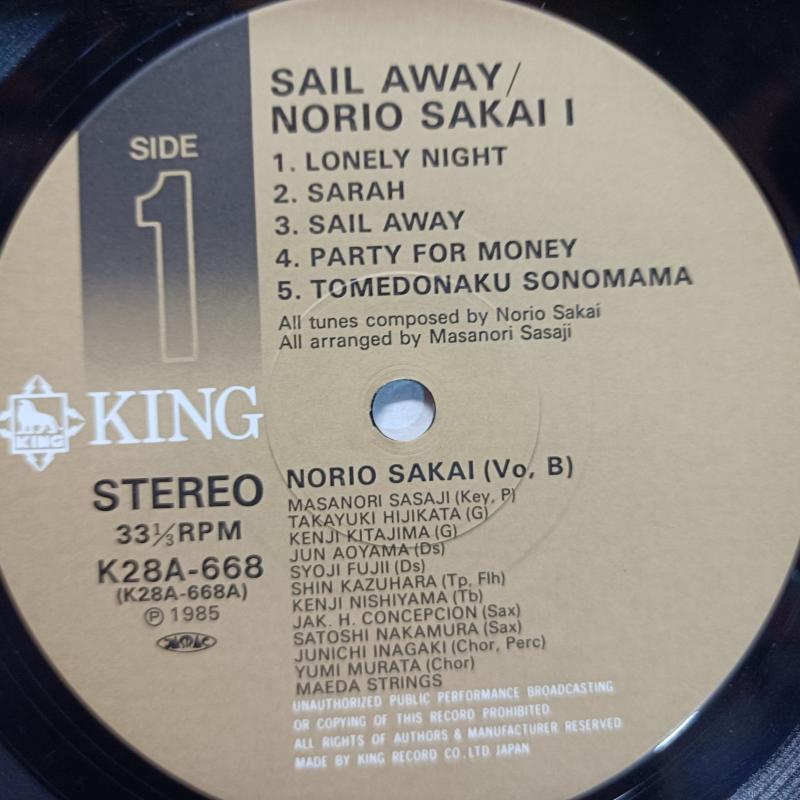 SIDE
1
SAIL AWAY/
NORIO SAKAI I
1. LONELY NIGHT
2. SARAH
3. SAIL AWAY
4. PARTY FOR MONEY
5. TOMEDONAKU SONOMAMA
All tunes composed by Norio Sakai
All arranged by Masanori Sasaji
KING
KING
STEREO
33⅓RPM
K28A-668
(K28A-668A)
Ⓟ 1985
JASRAC
NORIO SAKAI (Vo, B)
MASANORI SASAJI (Key, P)
TAKAYUKI HIJIKATA (G)
KENJI KITAJIMA (G)
JUN AOYAMA (Ds)
SYOJI FUJII (Ds)
SHIN KAZUHARA (Tp, Flh)
KENJI NISHIYAMA (Tb)
JAK. H. CONCEPCION (Sax)
SATOSHI NAKAMURA (Sax)
JUNICHI INAGAKI (Chor, Perc)
YUMI MURATA (Chor)
MAEDA STRINGS
UNAUTHORIZED PUBLIC PERFORMANCE BROADCASTING
OR COPYING OF THIS RECORD PROHIBITED.
ALL RIGHTS OF AUTHORS & MANUFACTURER RESERVED
MADE BY KING RECORD CO., LTD. JAPAN